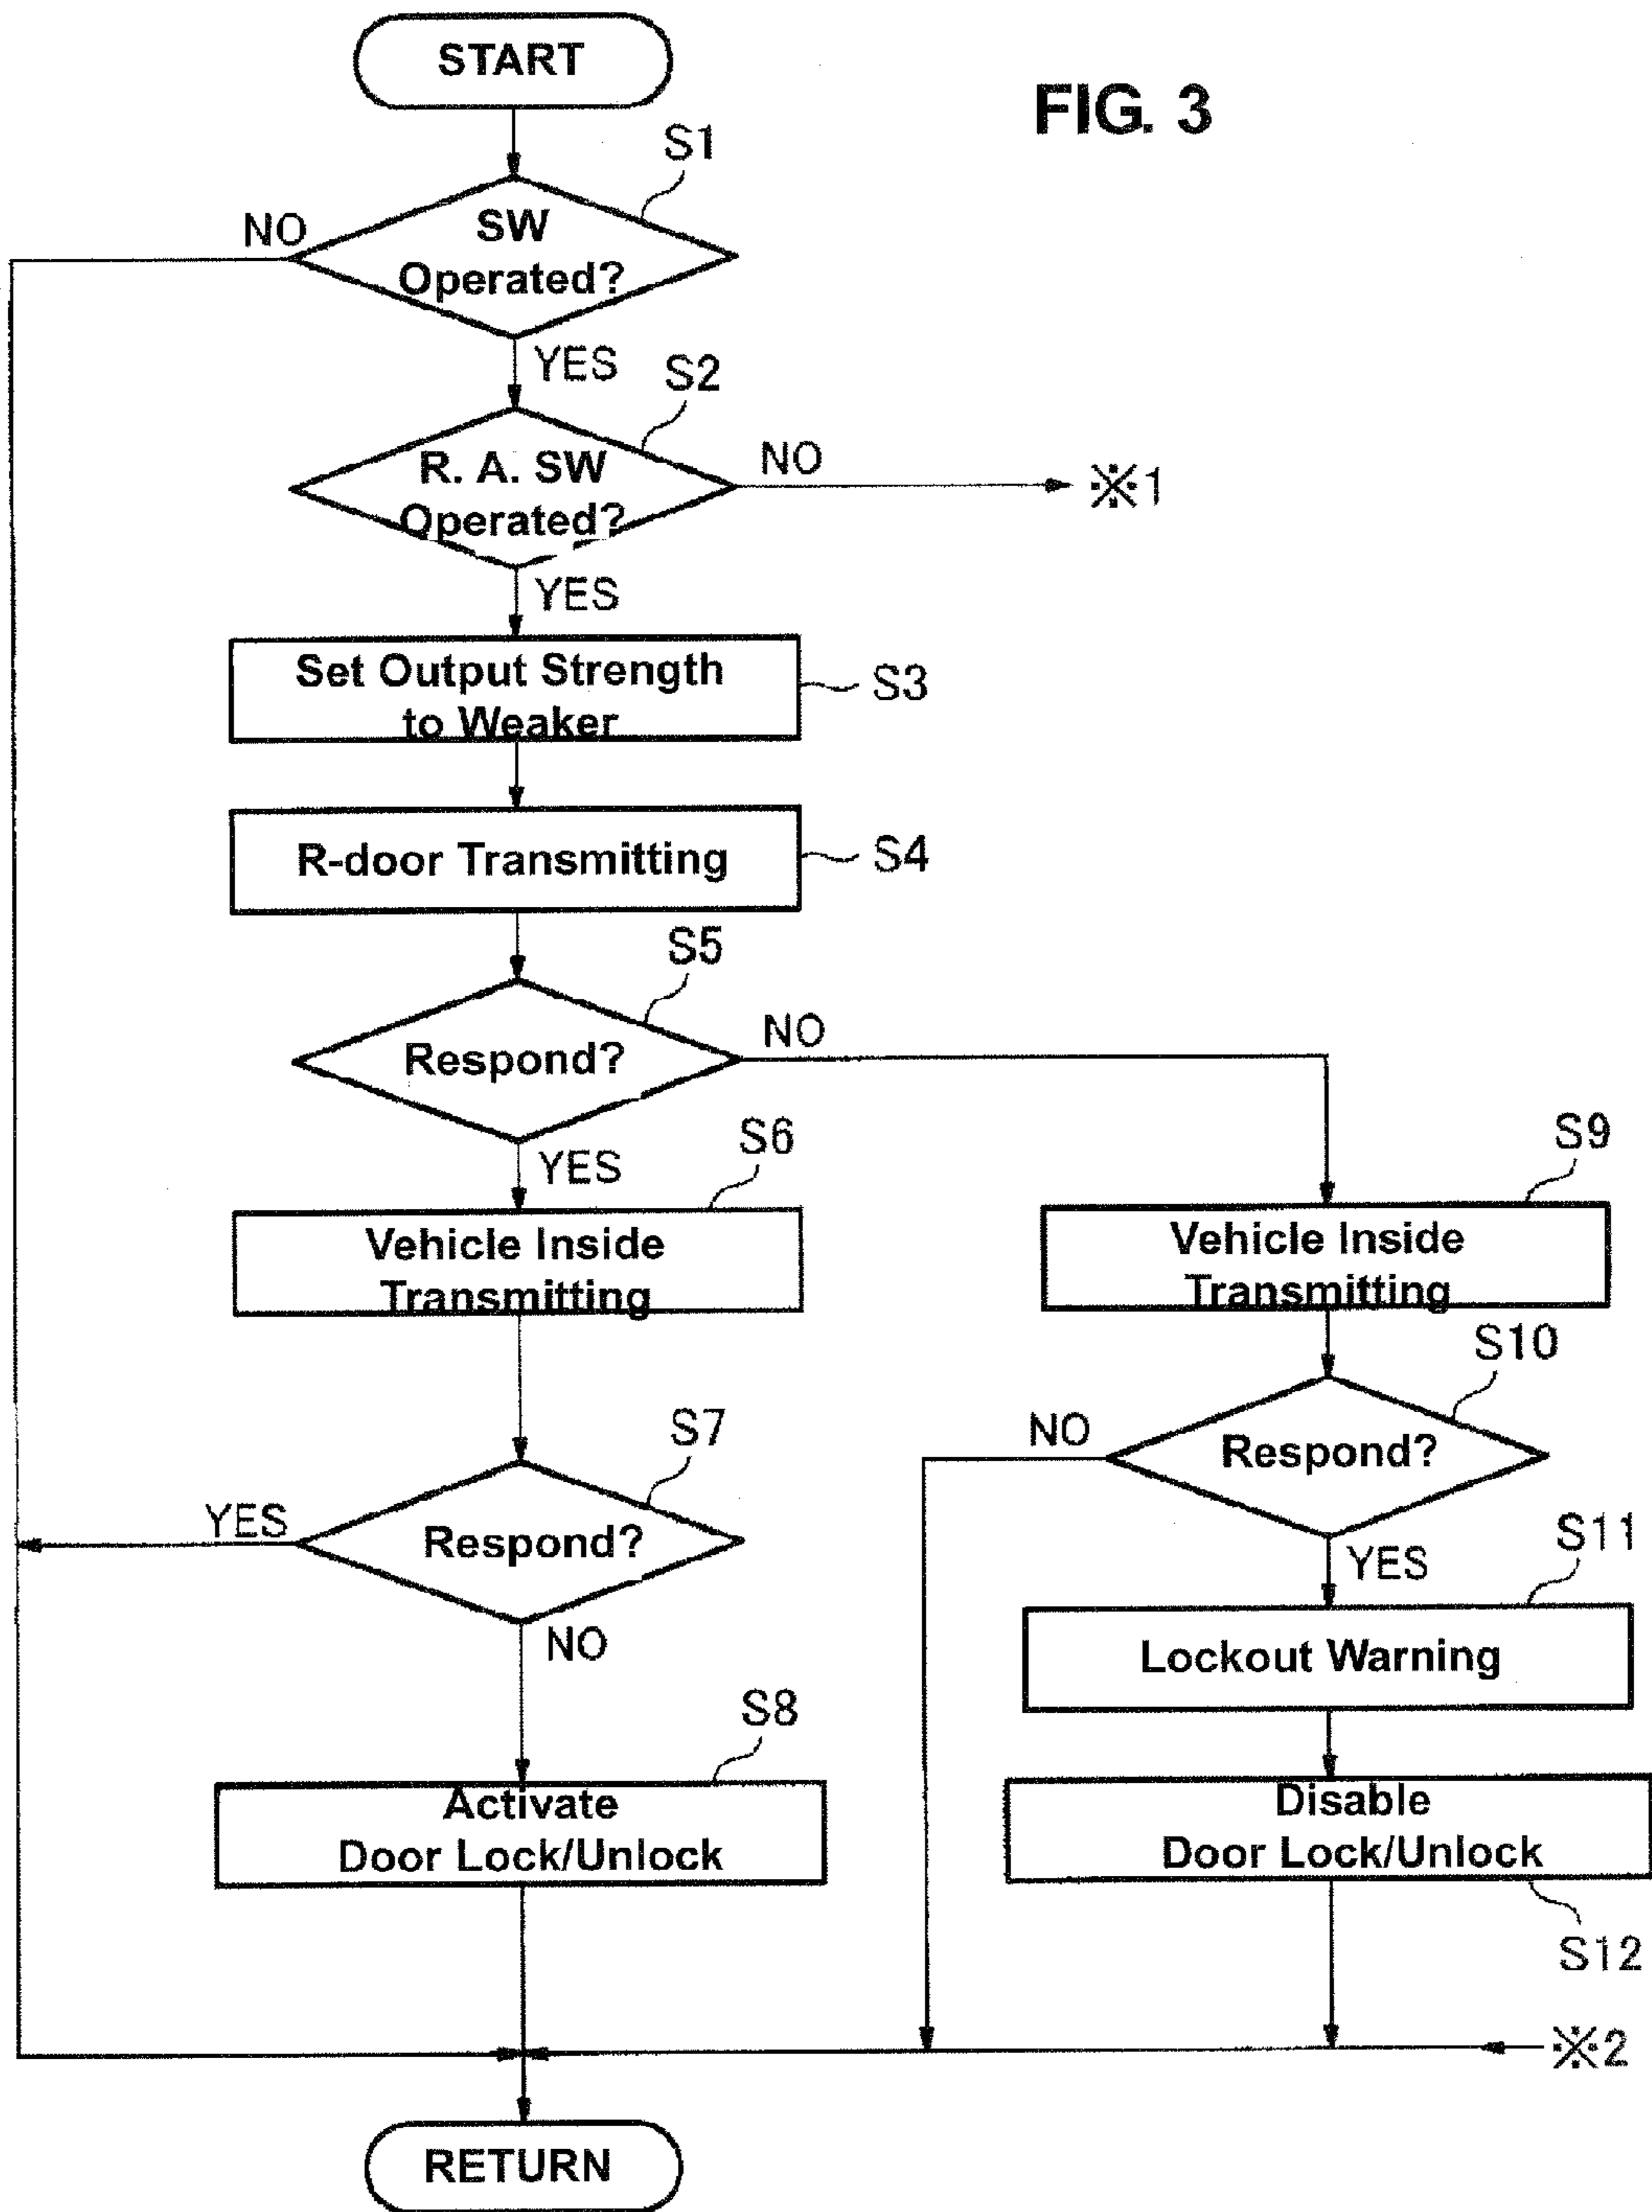 START
FIG. 3
S1
NO
SW
Operated?
YES
S2
R. A. SW
Operated?
NO
※1
YES
Set Output Strength
to Weaker
S3
R-door Transmitting
S4
S5
Respond?
NO
YES
S6
Vehicle Inside
Transmitting
S9
Vehicle Inside
Transmitting
S10
NO
Respond?
YES
S7
YES
Respond?
NO
S11
Lockout Warning
S8
Activate
Door Lock/Unlock
Disable
Door Lock/Unlock
S12
※2
RETURN